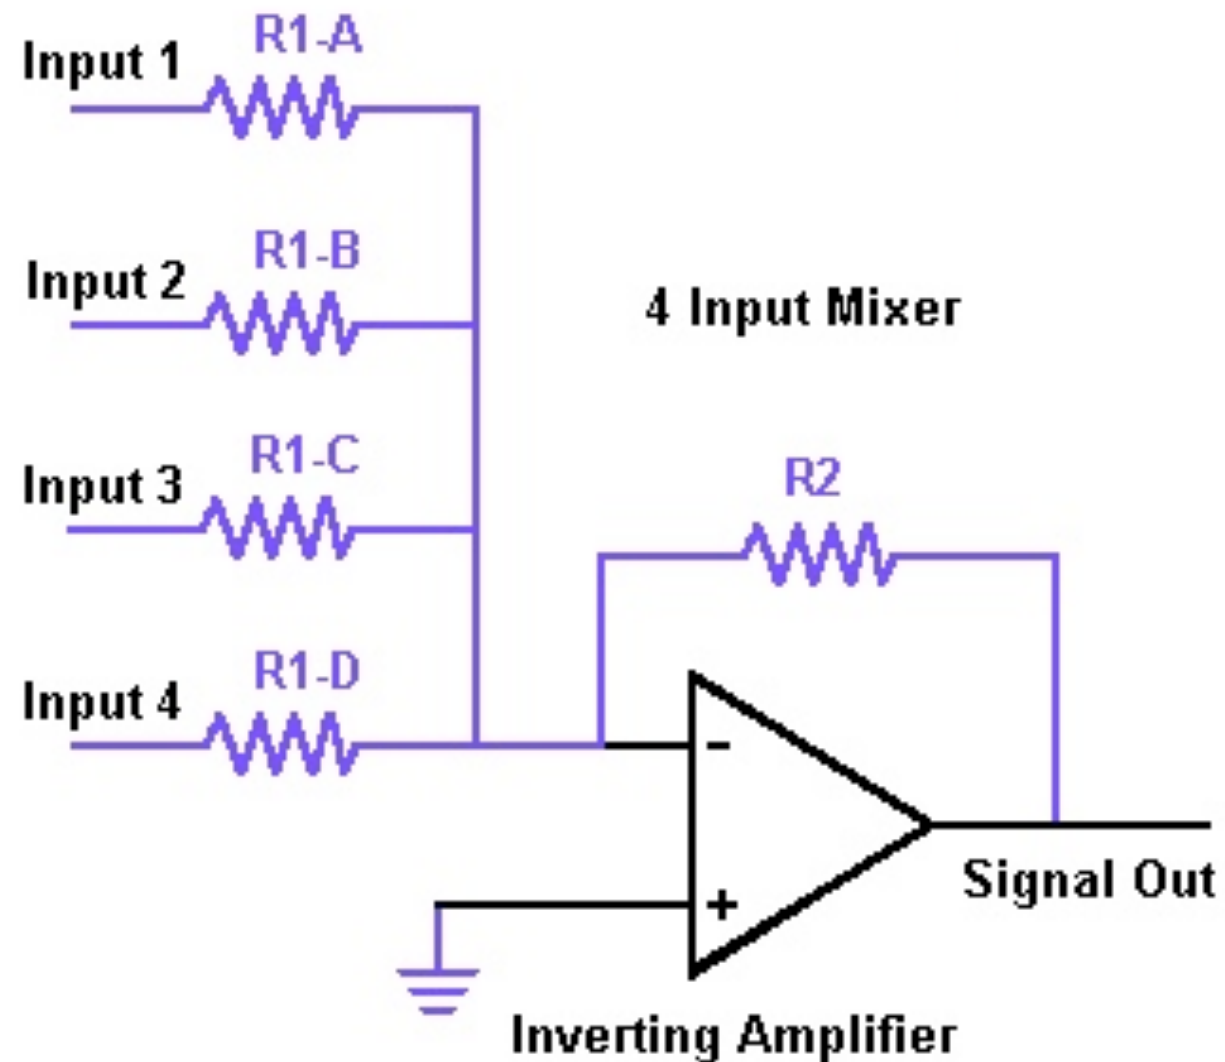 R1-A
Input 1
R1-B
Input 2
4 Input Mixer
R1-C
Input 3
R2
R1-D
Input 4
-
+
Signal Out
Inverting Amplifier